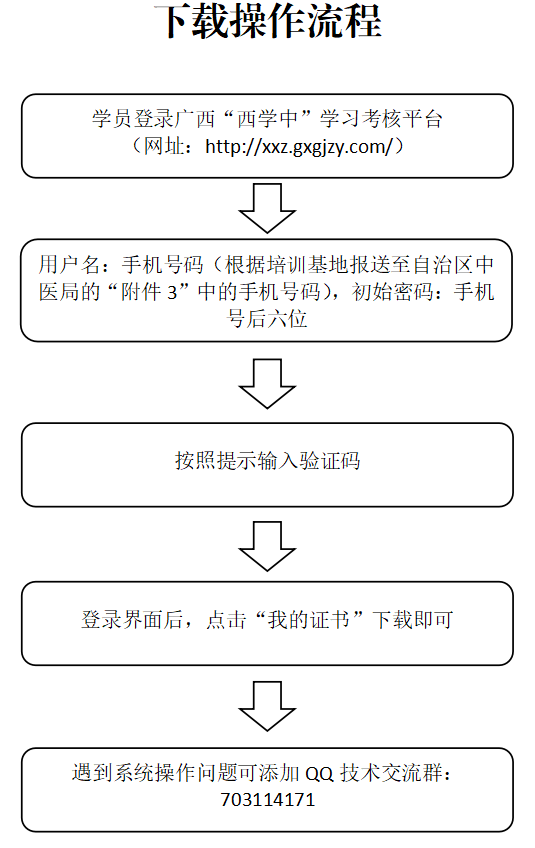 下载操作流程
学员登录广西“西学中”学习考核平台
（网址：http://xxz.gxgjzy.com/）
用户名：手机号码（根据培训基地报送至自治区中
医局的“附件 3”中的手机号码），初始密码：手机
号后六位
按照提示输入验证码
登录界面后，点击“我的证书”下载即可
遇到系统操作问题可添加 QQ 技术交流群：
703114171